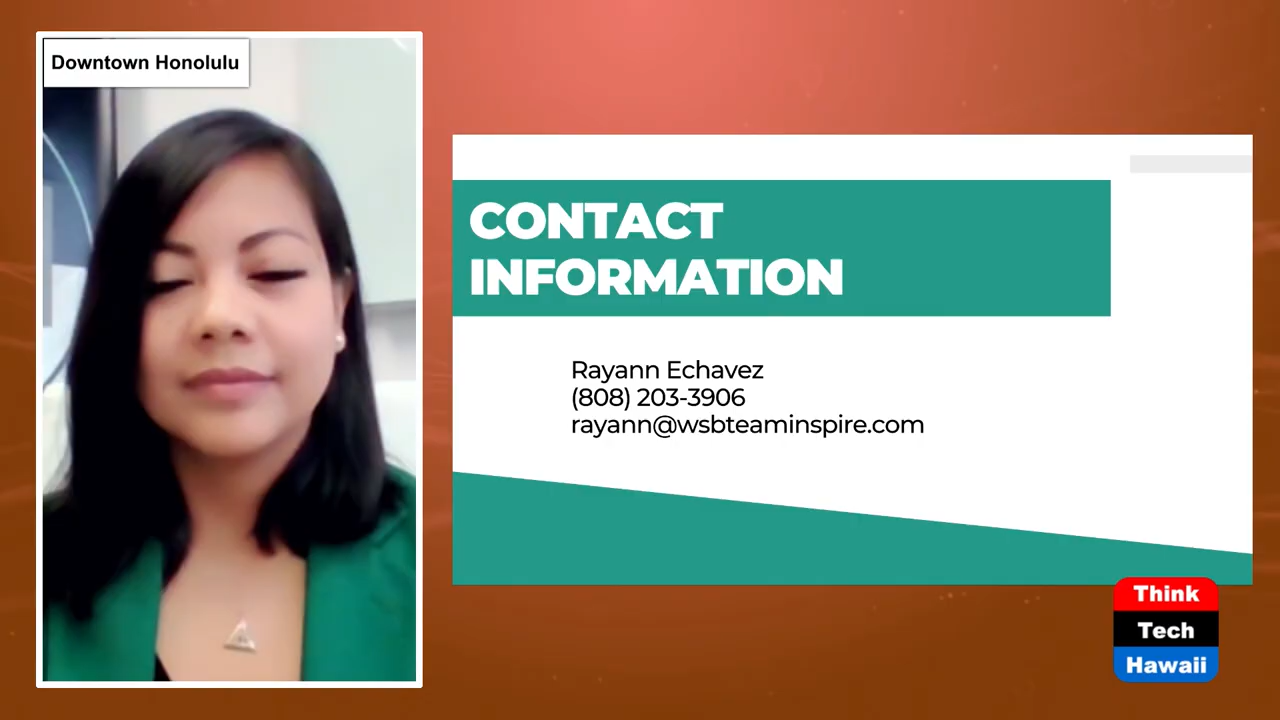 Downtown Honolulu
CONTACT
INFORMATION
Rayann Echavez
(808) 203-3906
rayann@wsbteaminspire.com
Think
Tech
Hawaii